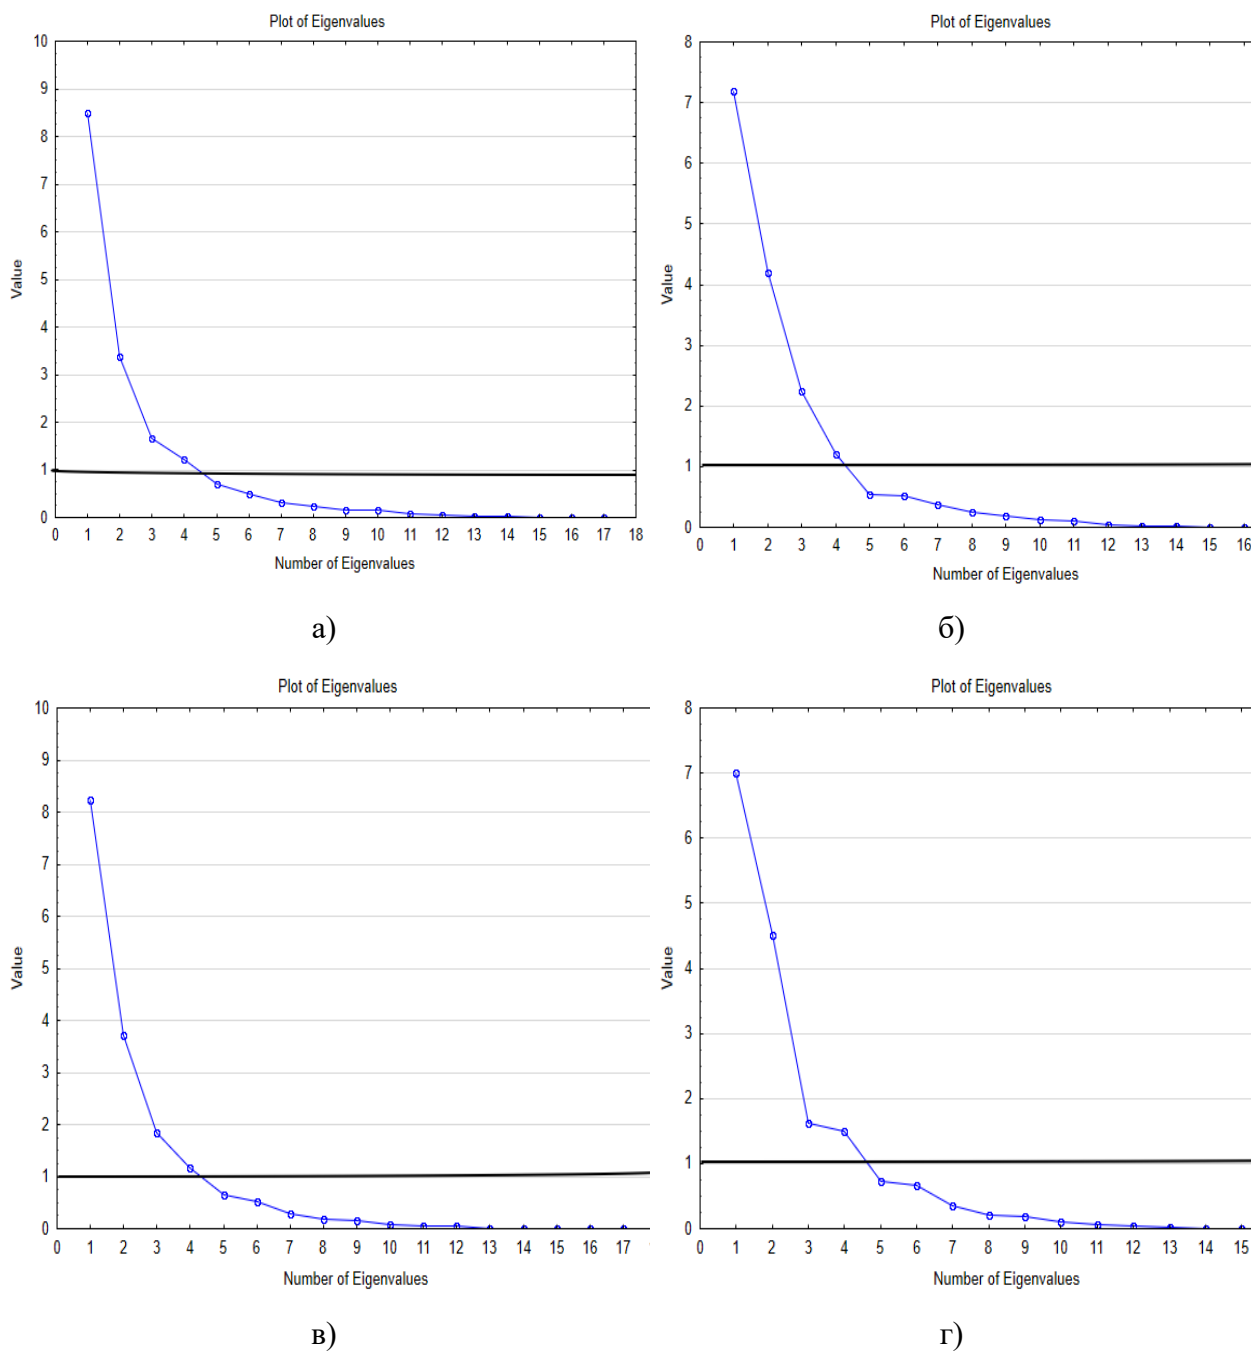 Plot of Eigenvalues
10
9
8
7
6
5
4
3
2
1
0
Value
0 1 2 3 4 5 6 7 8 9 10 11 12 13 14 15 16 17 18
Number of Eigenvalues
а)
Plot of Eigenvalues
8
7
6
5
4
3
2
1
0
Value
0 1 2 3 4 5 6 7 8 9 10 11 12 13 14 15 16
Number of Eigenvalues
б)
Plot of Eigenvalues
10
9
8
7
6
5
4
3
2
1
0
Value
0 1 2 3 4 5 6 7 8 9 10 11 12 13 14 15 16 17
Number of Eigenvalues
в)
Plot of Eigenvalues
8
7
6
5
4
3
2
1
0
Value
0 1 2 3 4 5 6 7 8 9 10 11 12 13 14 15
Number of Eigenvalues
г)